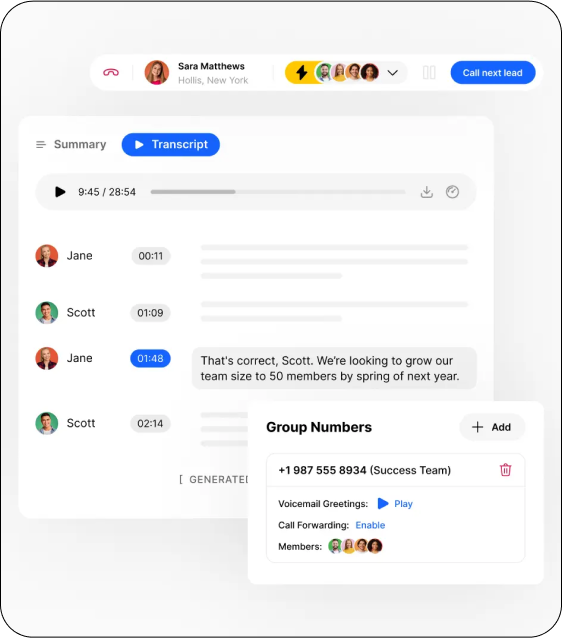 Sara Matthews
Hollis, New York
Call next lead
Summary
Transcript
9:45 / 28:54
Jane
00:11
Scott
01:09
Jane
01:48
That's correct, Scott. We're looking to grow our
team size to 50 members by spring of next year.
Scott
02:14
[ GENERATED
Group Numbers
+ Add
+1 987 555 8934 (Success Team)
Voicemail Greetings: Play
Call Forwarding: Enable
Members: